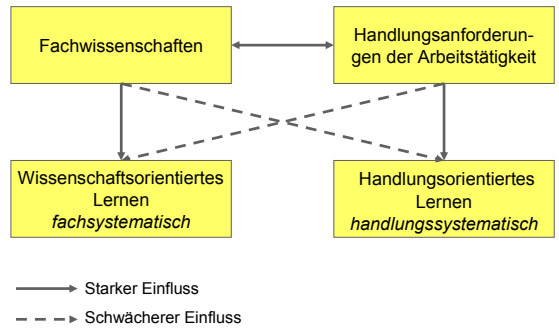 Fachwissenschaften
Handlungsanforderun-
gen der Arbeitstätigkeit
Wissenschaftsorientiertes
Lernen
fachsystematisch
Handlungsorientiertes
Lernen
handlungssystematisch
Starker Einfluss
Schwächerer Einfluss